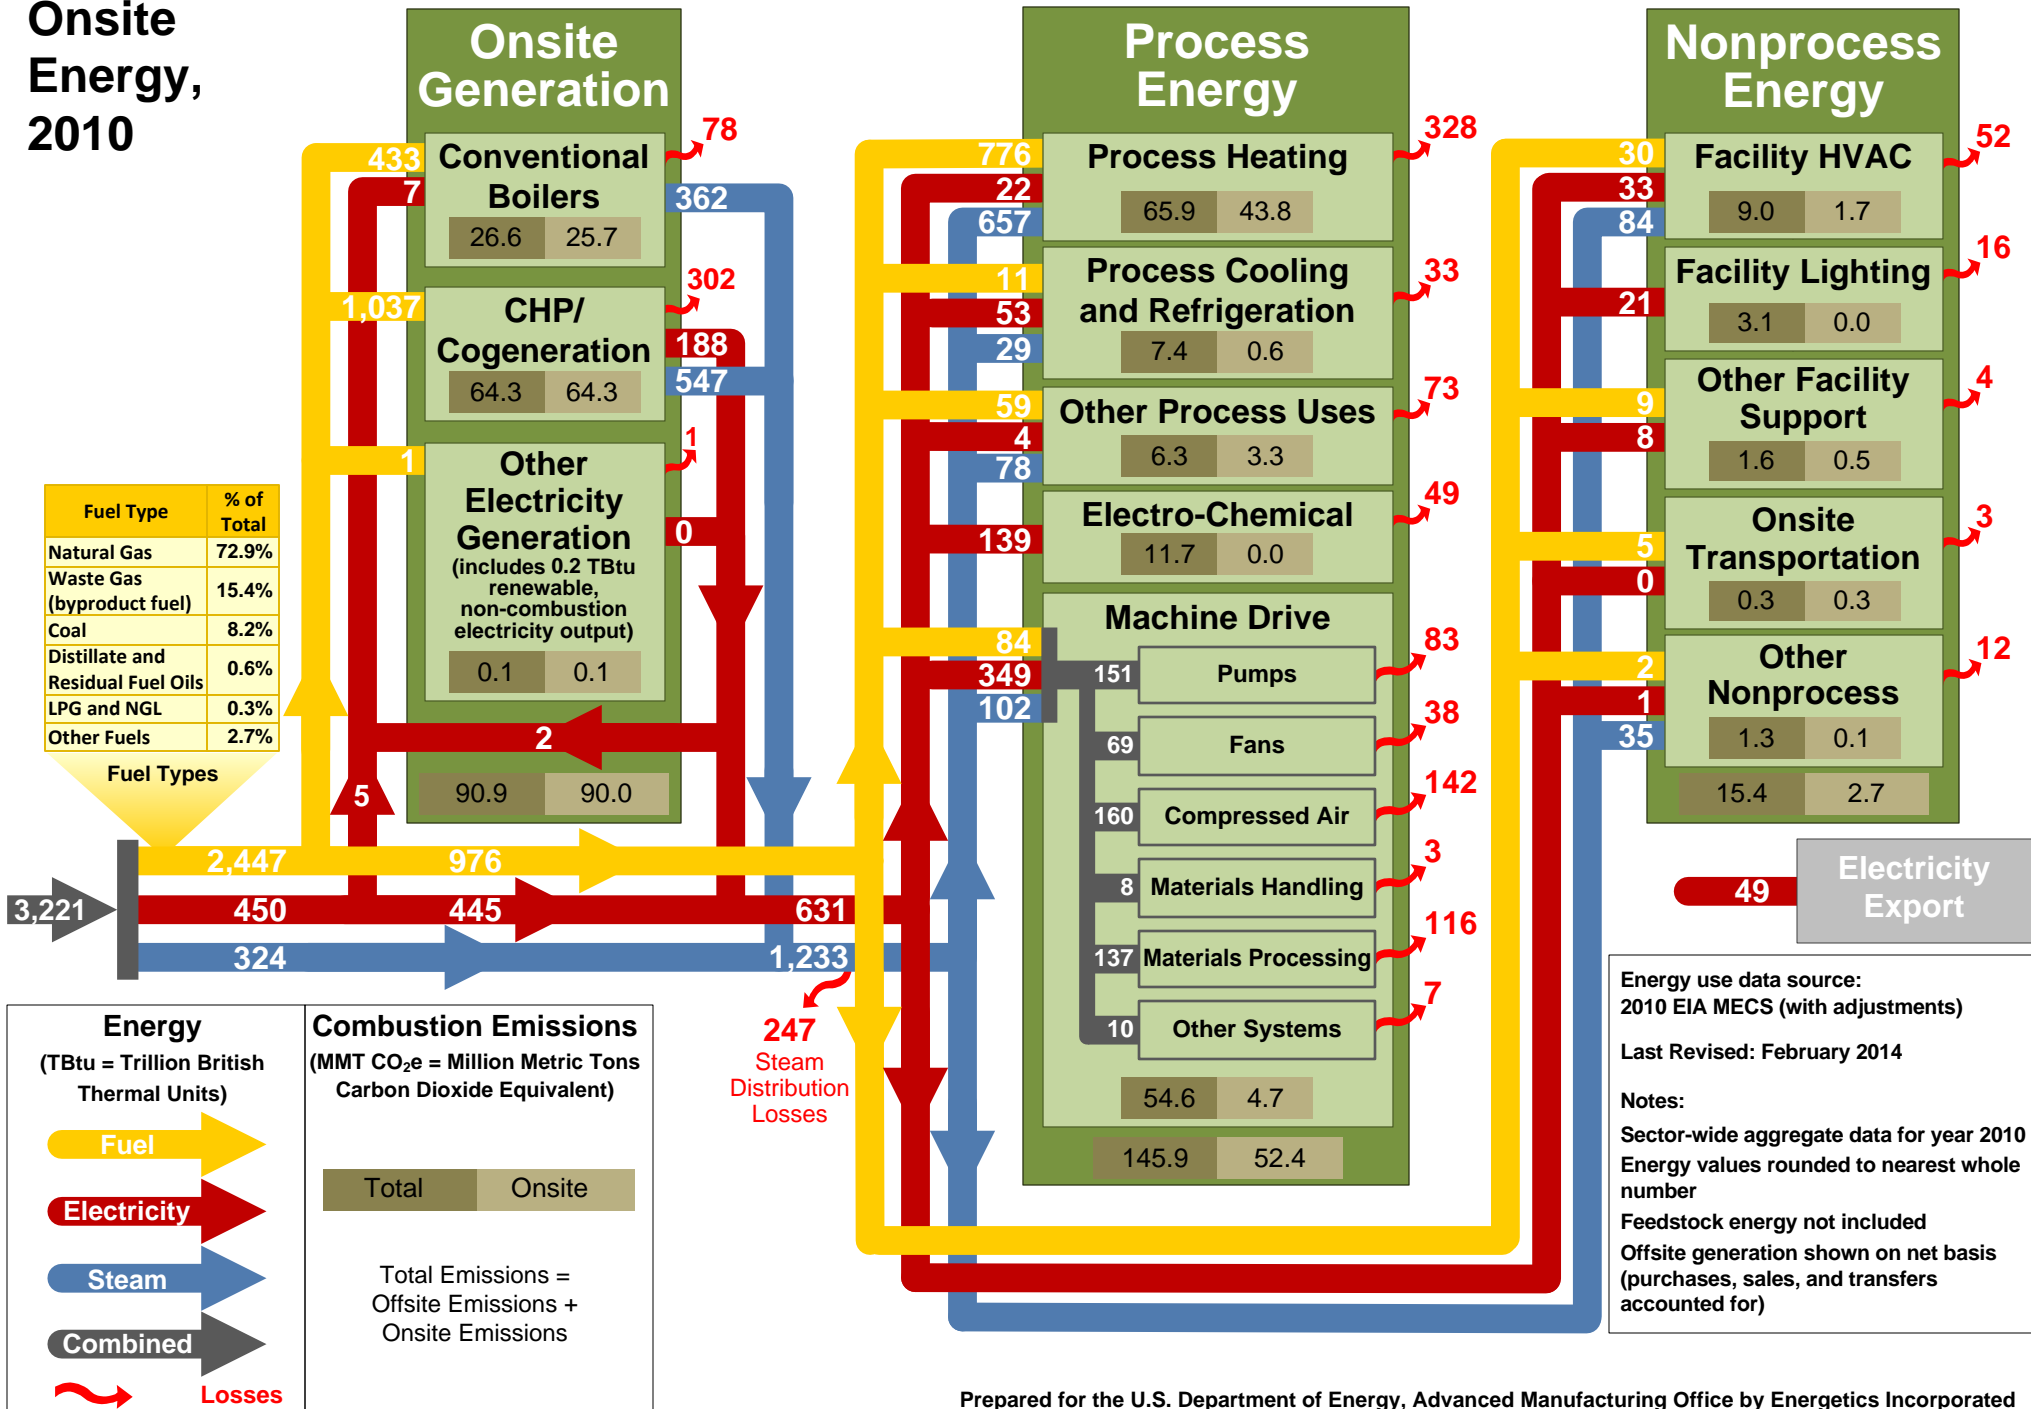 Onsite
Energy,
2010
Onsite
Generation
433
7
Conventional
Boilers
26.6 25.7
78
362
1,037
CHP/
Cogeneration
64.3 64.3
302
188
547
1
Other
Electricity
Generation
(includes 0.2 TBtu
renewable,
non-combustion
electricity output)
0.1 0.1
1
0
2
5
90.9 90.0
Fuel Type % of
Total
Natural Gas 72.9%
Waste Gas
(byproduct fuel) 15.4%
Coal 8.2%
Distillate and
Residual Fuel Oils 0.6%
LPG and NGL 0.3%
Other Fuels 2.7%
Fuel Types
3,221
2,447 976
450 445 631
324 1,233
247
Steam
Distribution
Losses
Process
Energy
776
22
657
Process Heating
65.9 43.8
328
11
53
29
Process Cooling
and Refrigeration
7.4 0.6
33
59
4
78
Other Process Uses
6.3 3.3
73
139
Electro-Chemical
11.7 0.0
49
Machine Drive
84
349
102
151 Pumps 83
69 Fans 38
160 Compressed Air 142
8 Materials Handling 3
137 Materials Processing 116
10 Other Systems 7
54.6 4.7
145.9 52.4
Nonprocess
Energy
30
33
84
Facility HVAC
9.0 1.7
52
21
Facility Lighting
3.1 0.0
16
9
8
Other Facility
Support
1.6 0.5
4
5
0
Onsite
Transportation
0.3 0.3
3
2
1
35
Other
Nonprocess
1.3 0.1
12
15.4 2.7
49
Electricity
Export
Energy
(TBtu = Trillion British
Thermal Units)
Fuel
Electricity
Steam
Combined
Losses
Combustion Emissions
(MMT CO₂e = Million Metric Tons
Carbon Dioxide Equivalent)
Total Onsite
Total Emissions =
Offsite Emissions +
Onsite Emissions
Energy use data source:
2010 EIA MECS (with adjustments)
Last Revised: February 2014
Notes:
Sector-wide aggregate data for year 2010
Energy values rounded to nearest whole
number
Feedstock energy not included
Offsite generation shown on net basis
(purchases, sales, and transfers
accounted for)
Prepared for the U.S. Department of Energy, Advanced Manufacturing Office by Energetics Incorporated